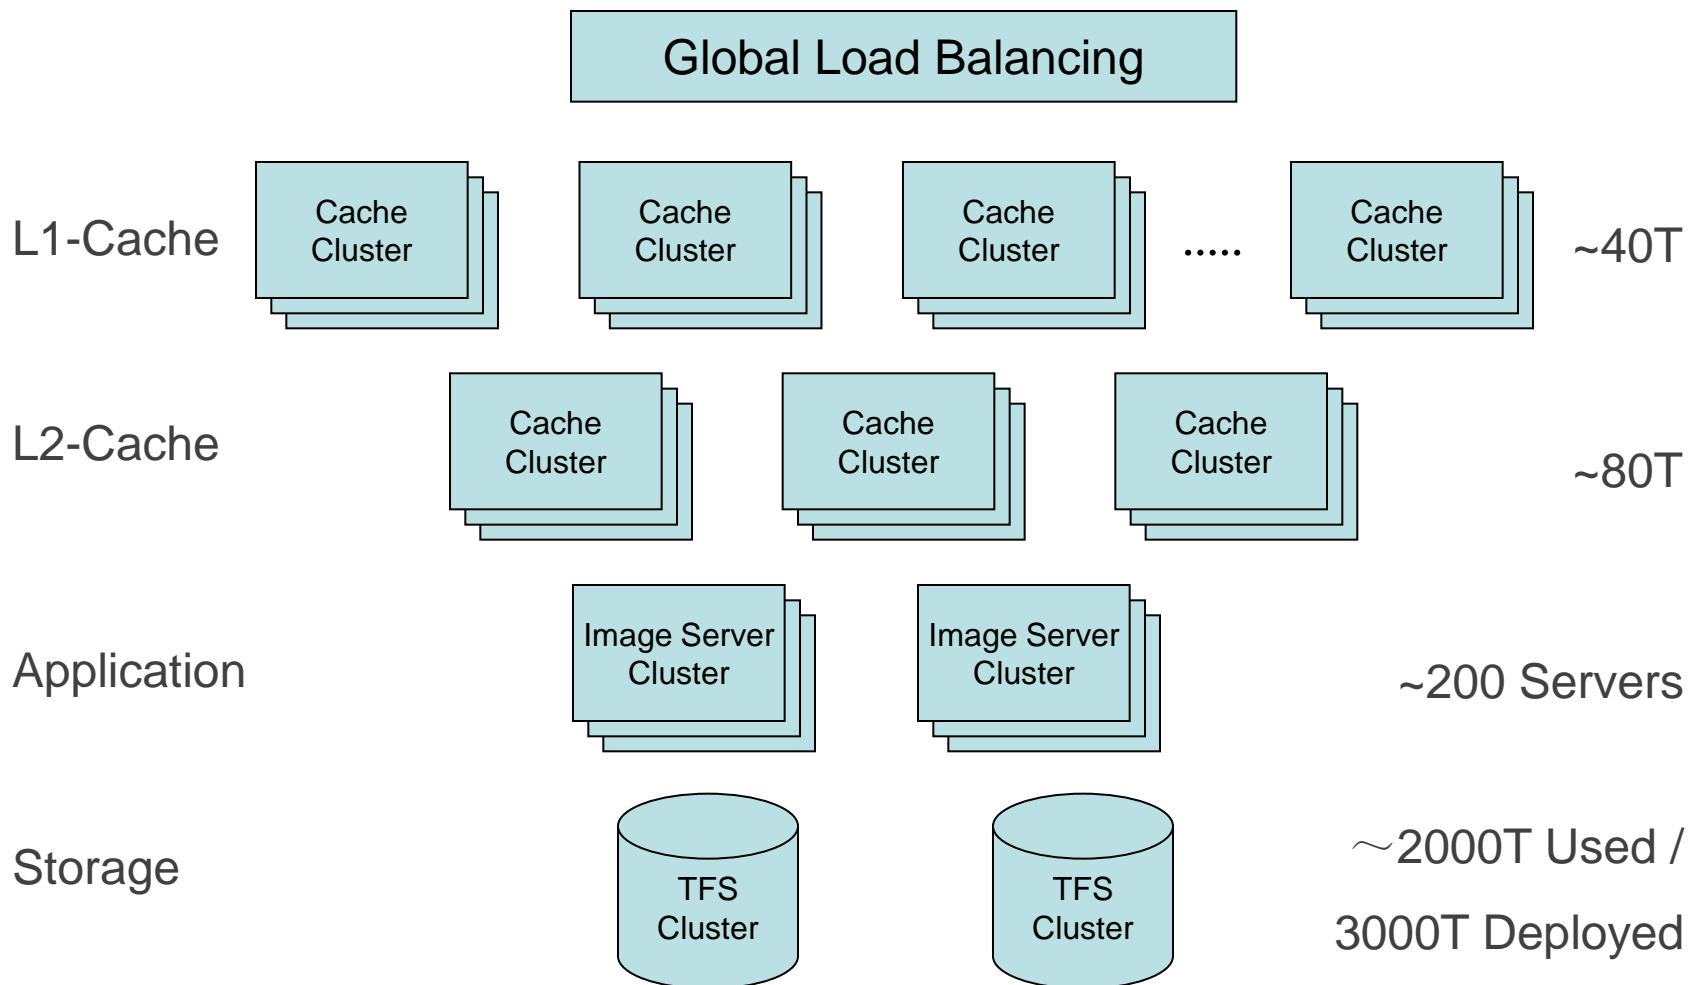 Global Load Balancing
L1-Cache
Cache
Cluster
Cache
Cluster
Cache
Cluster
.....
Cache
Cluster
~40T
L2-Cache
Cache
Cluster
Cache
Cluster
Cache
Cluster
~80T
Application
Image Server
Cluster
Image Server
Cluster
~200 Servers
Storage
TFS
Cluster
TFS
Cluster
～2000T Used /
3000T Deployed